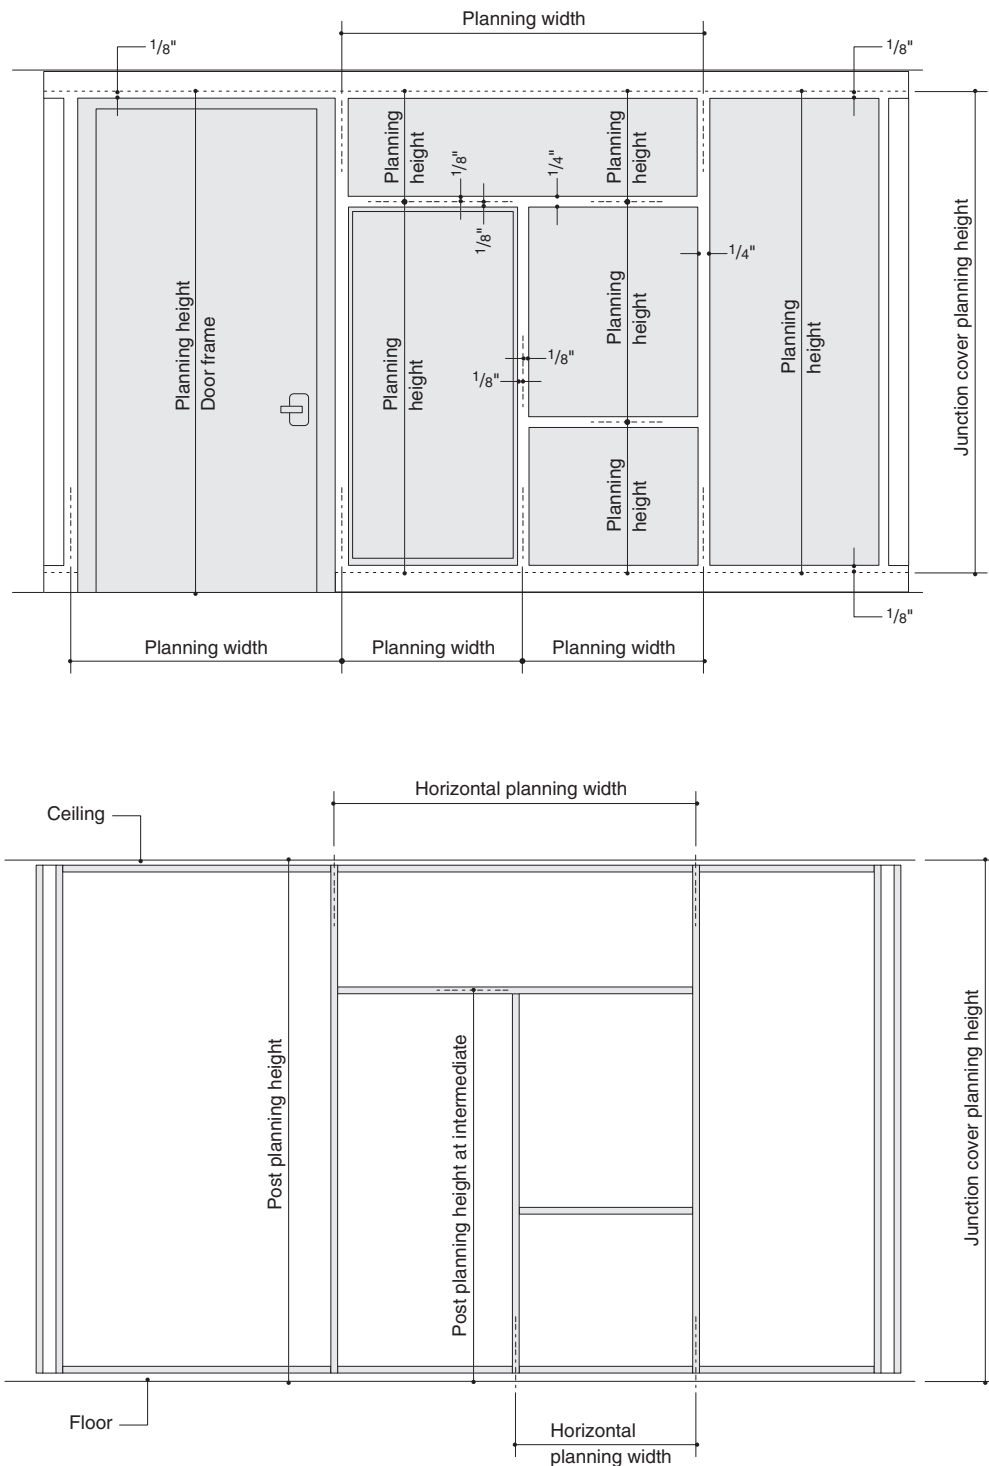 Planning width
1/8"
1/8"
Planning
height
1/8"
1/4"
Planning
height
1/8"
1/4"
Planning height
Door frame
Planning
height
Planning
height
Planning
height
Junction cover planning height
1/8"
1/8"
Planning
height
1/8"
Planning width
Planning width
Planning width
Horizontal planning width
Ceiling
Post planning height
Post planning height at intermediate
Junction cover planning height
Floor
Horizontal
planning width